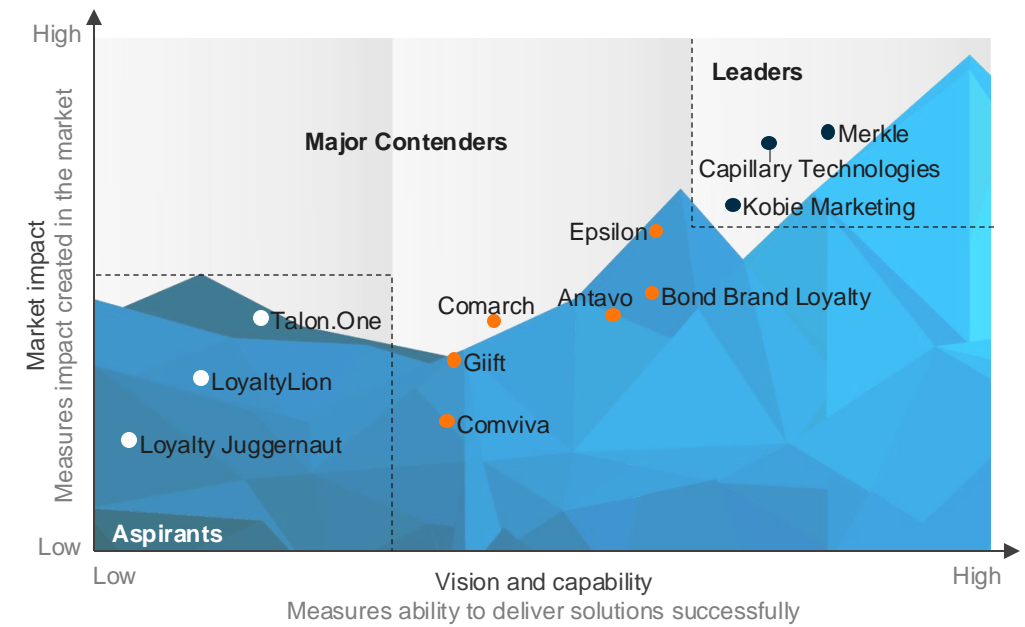 High
Leaders
Merkle
Major Contenders
Capillary Technologies
Kobie Marketing
Epsilon
Market impact
Measures impact created in the market
Antavo
Bond Brand Loyalty
Comarch
Talon.One
Giift
LoyaltyLion
Comviva
Loyalty Juggernaut
Aspirants
Low
Low
Vision and capability
High
Measures ability to deliver solutions successfully